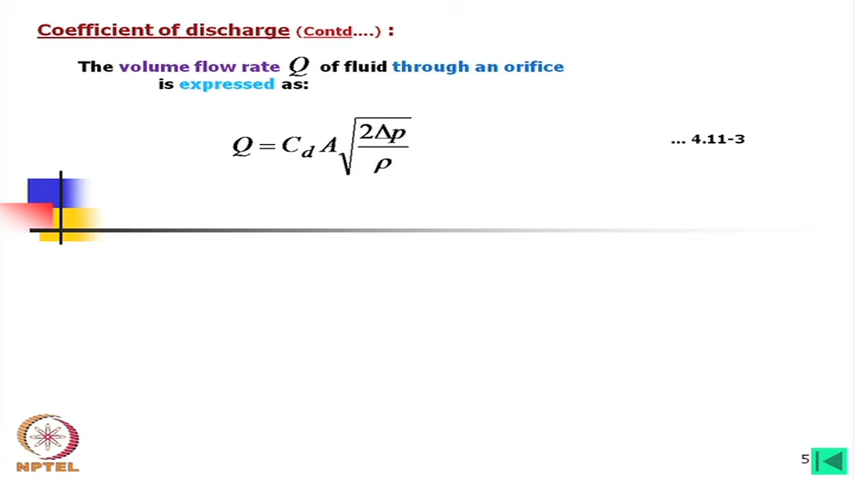 Coefficient of discharge (Contd....) :
The volume flow rate Q of fluid through an orifice
is expressed as:
Q = C_d A √(2Δp/ρ)
... 4.11-3
NPTEL
5